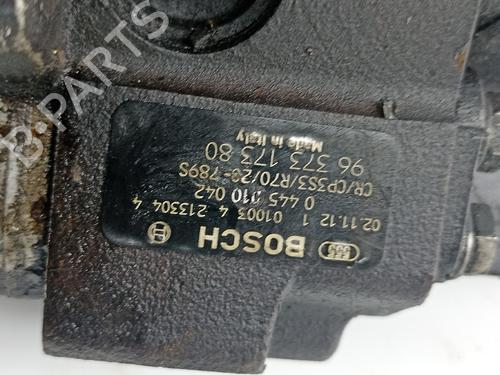 BOSCH
02.11.12 1 01003 4 213304 4
0 445 010 042
CR/CP3S3/R70/20-789S
96 373 173 80
Made in Italy
B-PARTS